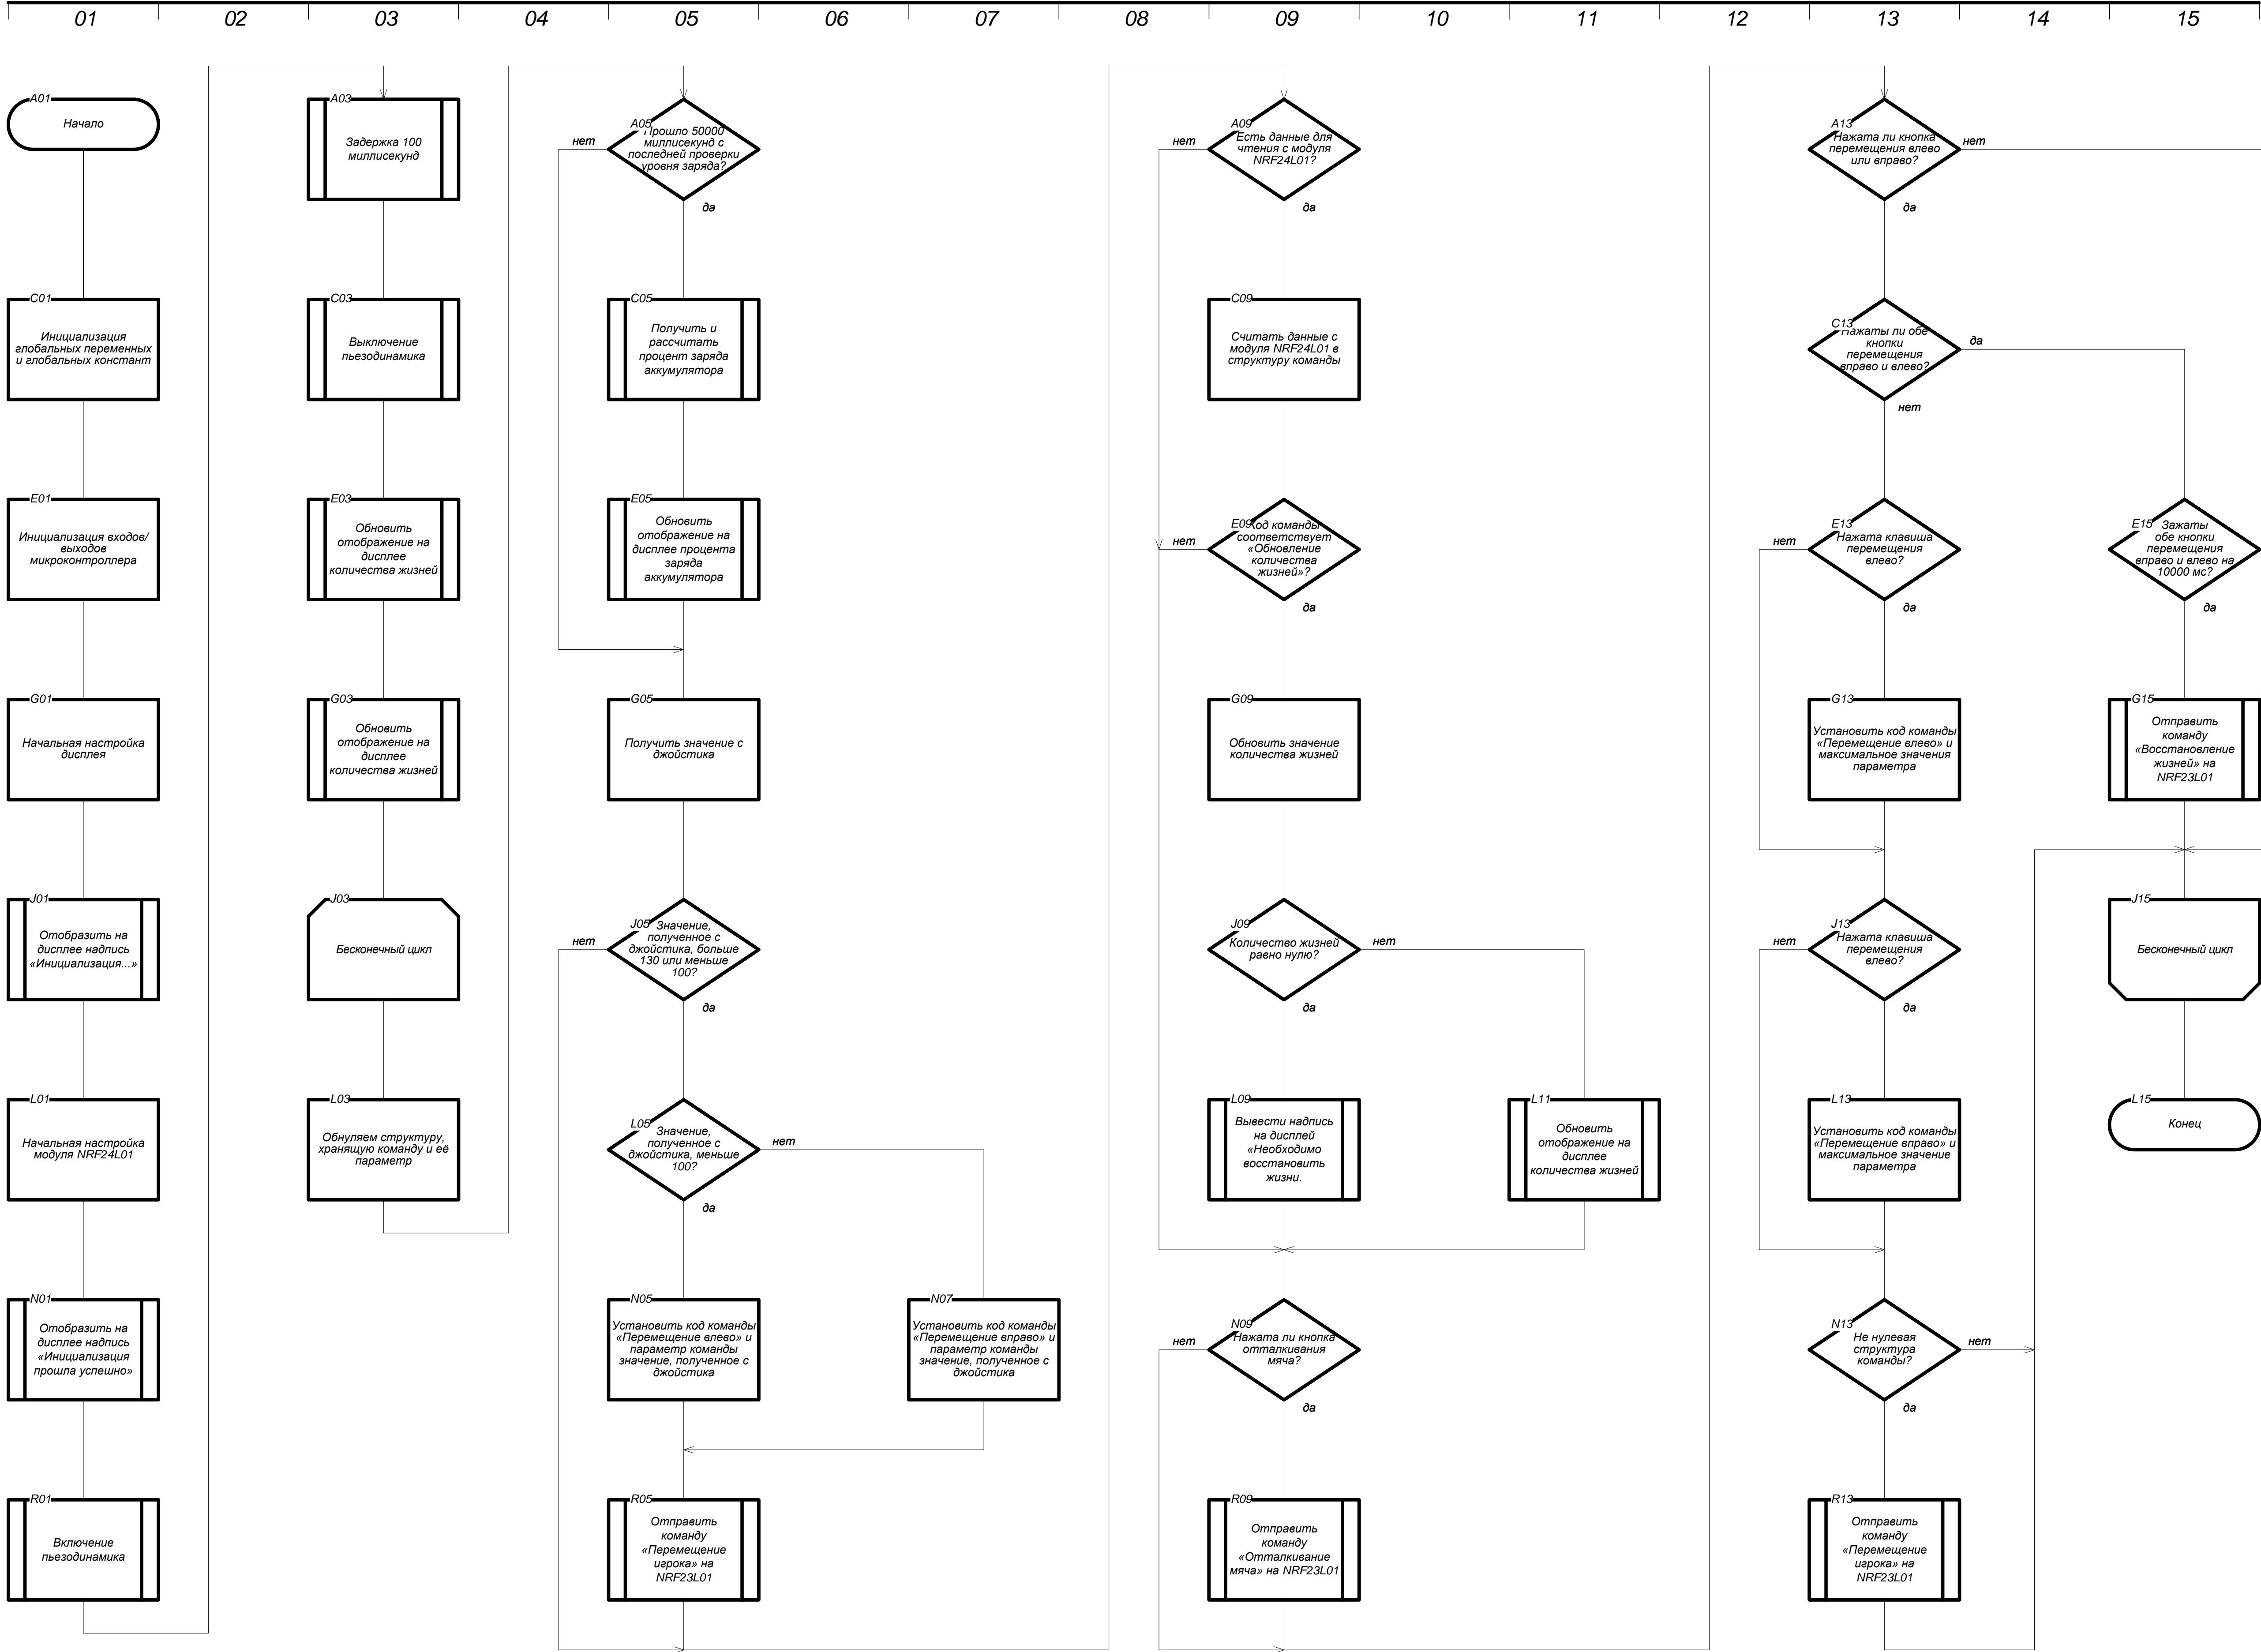 01
02
03
04
05
06
07
08
09
10
11
12
13
14
15
A01
Начало
C01
Инициализация
глобальных переменных
и глобальных констант
E01
Инициализация входов/
выходов
микроконтроллера
G01
Начальная настройка
дисплея
J01
Отобразить на
дисплее надпись
«Инициализация...»
L01
Начальная настройка
модуля NRF24L01
N01
Отобразить на
дисплее надпись
«Инициализация
прошла успешно»
R01
Включение
пьезодинамика
A03
Задержка 100
миллисекунд
C03
Выключение
пьезодинамика
E03
Обновить
отображение на
дисплее
количества жизней
G03
Обновить
отображение на
дисплее
количества жизней
J03
Бесконечный цикл
L03
Обнуляем структуру,
хранящую команду и её
параметр
A05
Прошло 50000
миллисекунд с
последней проверки
уровня заряда?
нет
да
C05
Получить и
рассчитать
процент заряда
аккумулятора
E05
Обновить
отображение на
дисплее процента
заряда
аккумулятора
G05
Получить значение с
джойстика
J05
Значение,
полученное с
джойстика, больше
130 или меньше
100?
нет
да
L05
Значение,
полученное с
джойстика, меньше
100?
нет
да
N05
Установить код команды
«Перемещение влево» и
параметр команды
значение, полученное с
джойстика
N07
Установить код команды
«Перемещение вправо» и
параметр команды
значение, полученное с
джойстика
R05
Отправить
команду
«Перемещение
игрока» на
NRF23L01
A09
Есть данные для
чтения с модуля
NRF24L01?
нет
да
C09
Считать данные с
модуля NRF24L01 в
структуру команды
E09
Код команды
соответствует
«Обновление
количества
жизней»?
нет
да
G09
Обновить значение
количества жизней
J09
Количество жизней
равно нулю?
нет
да
L09
Вывести надпись
на дисплей
«Необходимо
восстановить
жизни.
L11
Обновить
отображение на
дисплее
количества жизней
N09
Нажата ли кнопка
отталкивания
мяча?
нет
да
R09
Отправить
команду
«Отталкивание
мяча» на NRF23L01
A13
Нажата ли кнопка
перемещения влево
или вправо?
нет
да
C13
Нажаты ли обе
кнопки
перемещения
вправо и влево?
да
нет
E13
Нажата клавиша
перемещения
влево?
нет
да
G13
Установить код команды
«Перемещение влево» и
максимальное значения
параметра
J13
Нажата клавиша
перемещения
влево?
нет
да
L13
Установить код команды
«Перемещение вправо» и
максимальное значение
параметра
N13
Не нулевая
структура
команды?
нет
да
R13
Отправить
команду
«Перемещение
игрока» на
NRF23L01
E15
Зажаты
обе кнопки
перемещения
вправо и влево на
10000 мс?
да
G15
Отправить
команду
«Восстановление
жизней» на
NRF23L01
J15
Бесконечный цикл
L15
Конец